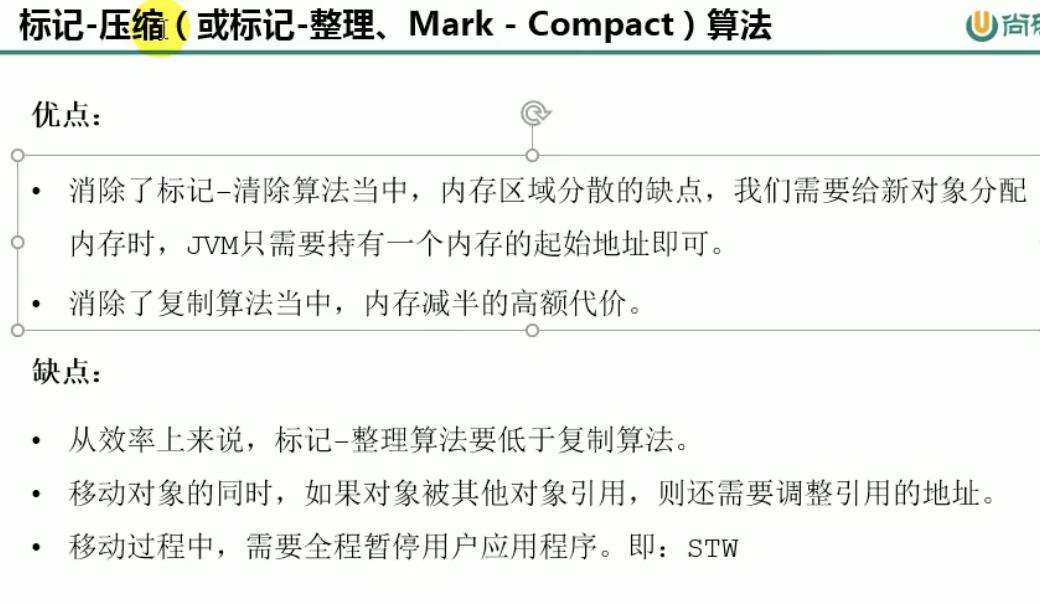 标记-压缩(或标记-整理、Mark - Compact)算法
尚
优点:
• 消除了标记-清除算法当中,内存区域分散的缺点,我们需要给新对象分配
内存时,JVM只需要持有一个内存的起始地址即可。
• 消除了复制算法当中,内存减半的高额代价。
缺点:
• 从效率上来说,标记-整理算法要低于复制算法。
• 移动对象的同时,如果对象被其他对象引用,则还需要调整引用的地址。
• 移动过程中,需要全程暂停用户应用程序。即:STW